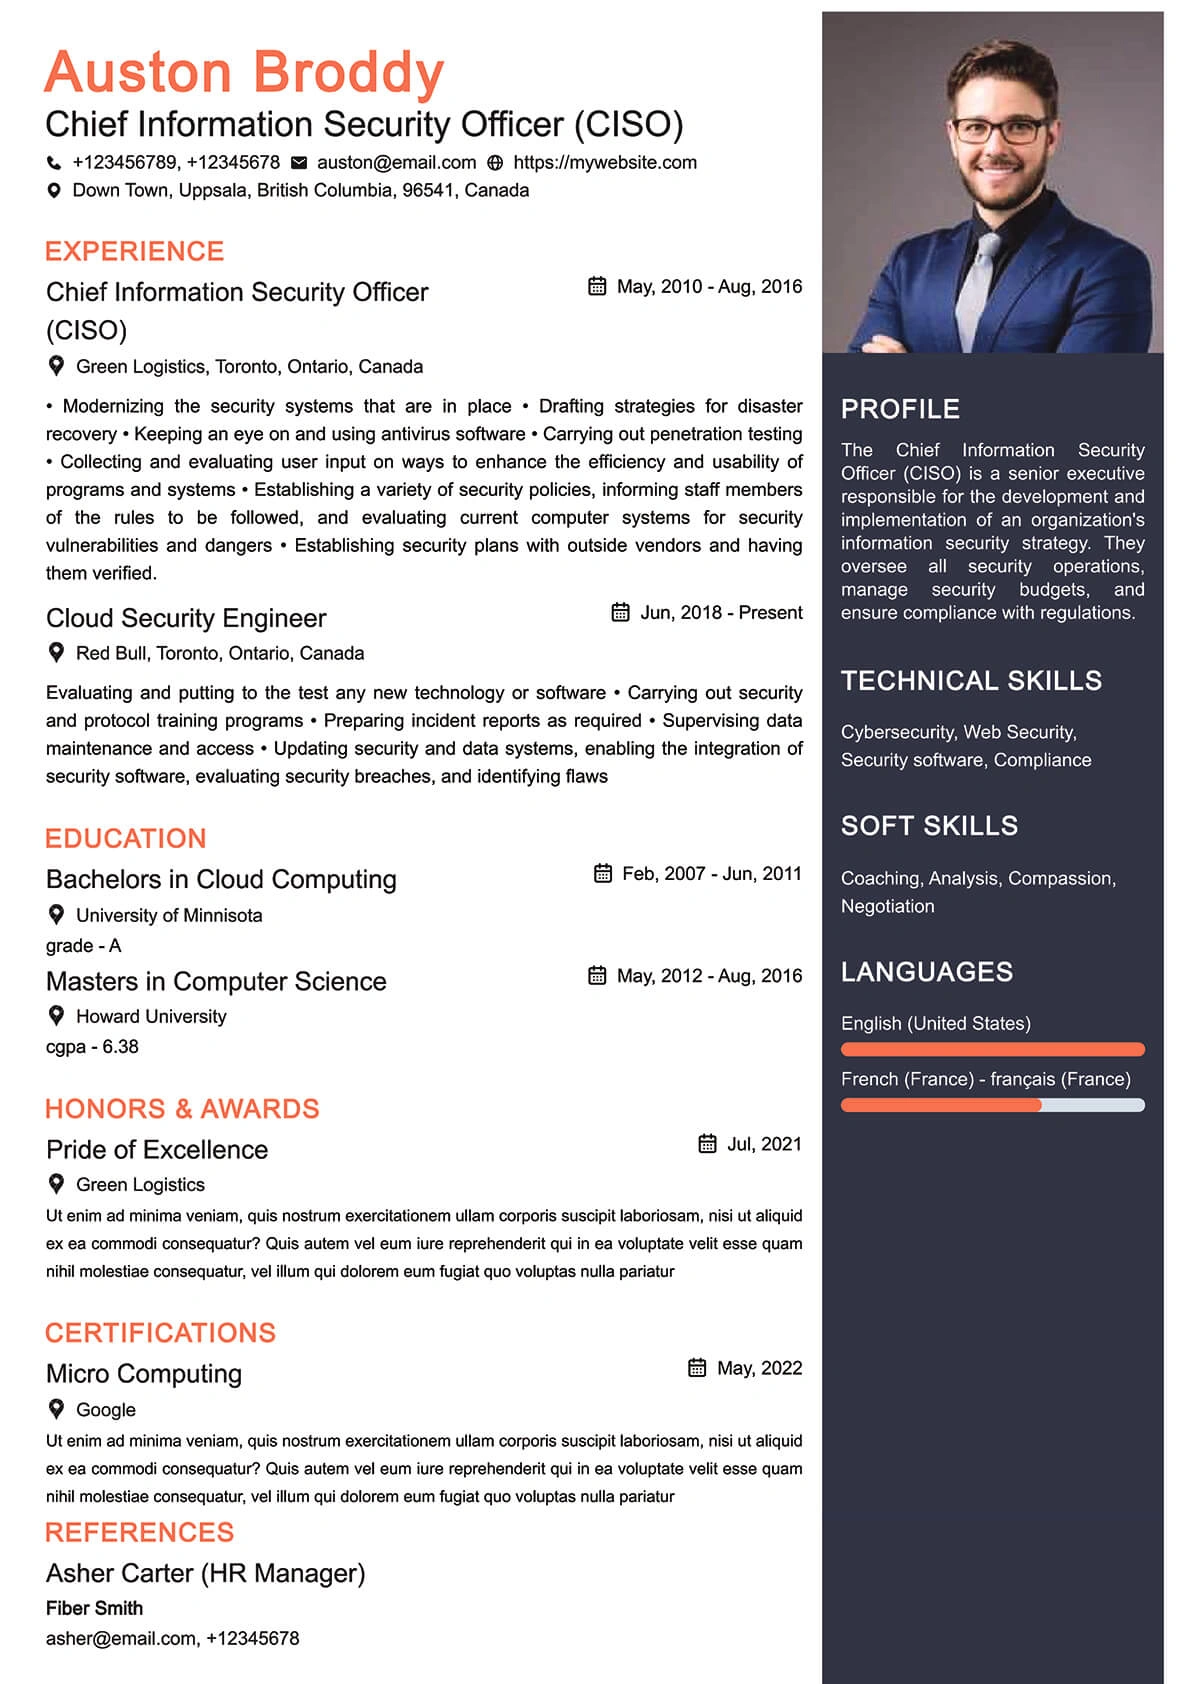 Auston Broddy
Chief Information Security Officer (CISO)
+123456789, +12345678 auston@email.com https://mywebsite.com
Down Town, Uppsala, British Columbia, 96541, Canada
EXPERIENCE
Chief Information Security Officer
(CISO)
May, 2010 - Aug, 2016
Green Logistics, Toronto, Ontario, Canada
• Modernizing the security systems that are in place • Drafting strategies for disaster
recovery • Keeping an eye on and using antivirus software • Carrying out penetration testing
• Collecting and evaluating user input on ways to enhance the efficiency and usability of
programs and systems • Establishing a variety of security policies, informing staff members
of the rules to be followed, and evaluating current computer systems for security
vulnerabilities and dangers • Establishing security plans with outside vendors and having
them verified.
Cloud Security Engineer
Jun, 2018 - Present
Red Bull, Toronto, Ontario, Canada
Evaluating and putting to the test any new technology or software • Carrying out security
and protocol training programs • Preparing incident reports as required • Supervising data
maintenance and access • Updating security and data systems, enabling the integration of
security software, evaluating security breaches, and identifying flaws
EDUCATION
Bachelors in Cloud Computing
Feb, 2007 - Jun, 2011
University of Minnisota
grade - A
Masters in Computer Science
May, 2012 - Aug, 2016
Howard University
cgpa - 6.38
HONORS & AWARDS
Pride of Excellence
Jul, 2021
Green Logistics
Ut enim ad minima veniam, quis nostrum exercitationem ullam corporis suscipit laboriosam, nisi ut aliquid
ex ea commodi consequatur? Quis autem vel eum iure reprehenderit qui in ea voluptate velit esse quam
nihil molestiae consequatur, vel illum qui dolorem eum fugiat quo voluptas nulla pariatur
CERTIFICATIONS
Micro Computing
May, 2022
Google
Ut enim ad minima veniam, quis nostrum exercitationem ullam corporis suscipit laboriosam, nisi ut aliquid
ex ea commodi consequatur? Quis autem vel eum iure reprehenderit qui in ea voluptate velit esse quam
nihil molestiae consequatur, vel illum qui dolorem eum fugiat quo voluptas nulla pariatur
REFERENCES
Asher Carter (HR Manager)
Fiber Smith
asher@email.com, +12345678
PROFILE
The Chief Information Security
Officer (CISO) is a senior executive
responsible for the development and
implementation of an organization's
information security strategy. They
oversee all security operations,
manage security budgets, and
ensure compliance with regulations.
TECHNICAL SKILLS
Cybersecurity, Web Security,
Security software, Compliance
SOFT SKILLS
Coaching, Analysis, Compassion,
Negotiation
LANGUAGES
English (United States)
French (France) - français (France)